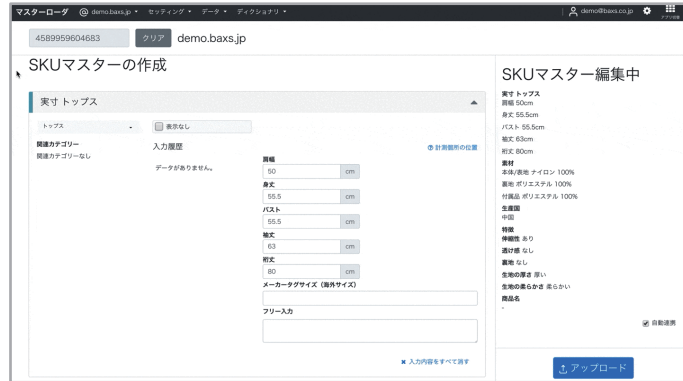 マスターローダ @ demo.baxs.jp ▾ セッティング ▾ データ ▾ ディクショナリ ▾ demo@baxs.co.jp アプリ切替
4589959604683 クリア demo.baxs.jp
SKUマスターの作成
実寸 トップス
トップス
表示なし
関連カテゴリー
関連カテゴリーなし
入力履歴
データがありません。
計測個所の位置
肩幅
50 cm
身丈
55.5 cm
バスト
55.5 cm
袖丈
63 cm
裄丈
80 cm
メーカータグサイズ（海外サイズ）
フリー入力
入力内容をすべて消す
SKUマスター編集中
実寸 トップス
肩幅 50cm
身丈 55.5cm
バスト 55.5cm
袖丈 63cm
裄丈 80cm
素材
本体/表地 ナイロン 100%
裏地 ポリエステル 100%
付属品 ポリエステル 100%
生産国
中国
特徴
伸縮性 あり
透け感 なし
裏地 なし
生地の厚さ 厚い
生地の柔らかさ 柔らかい
商品名
-
自動連携
アップロード